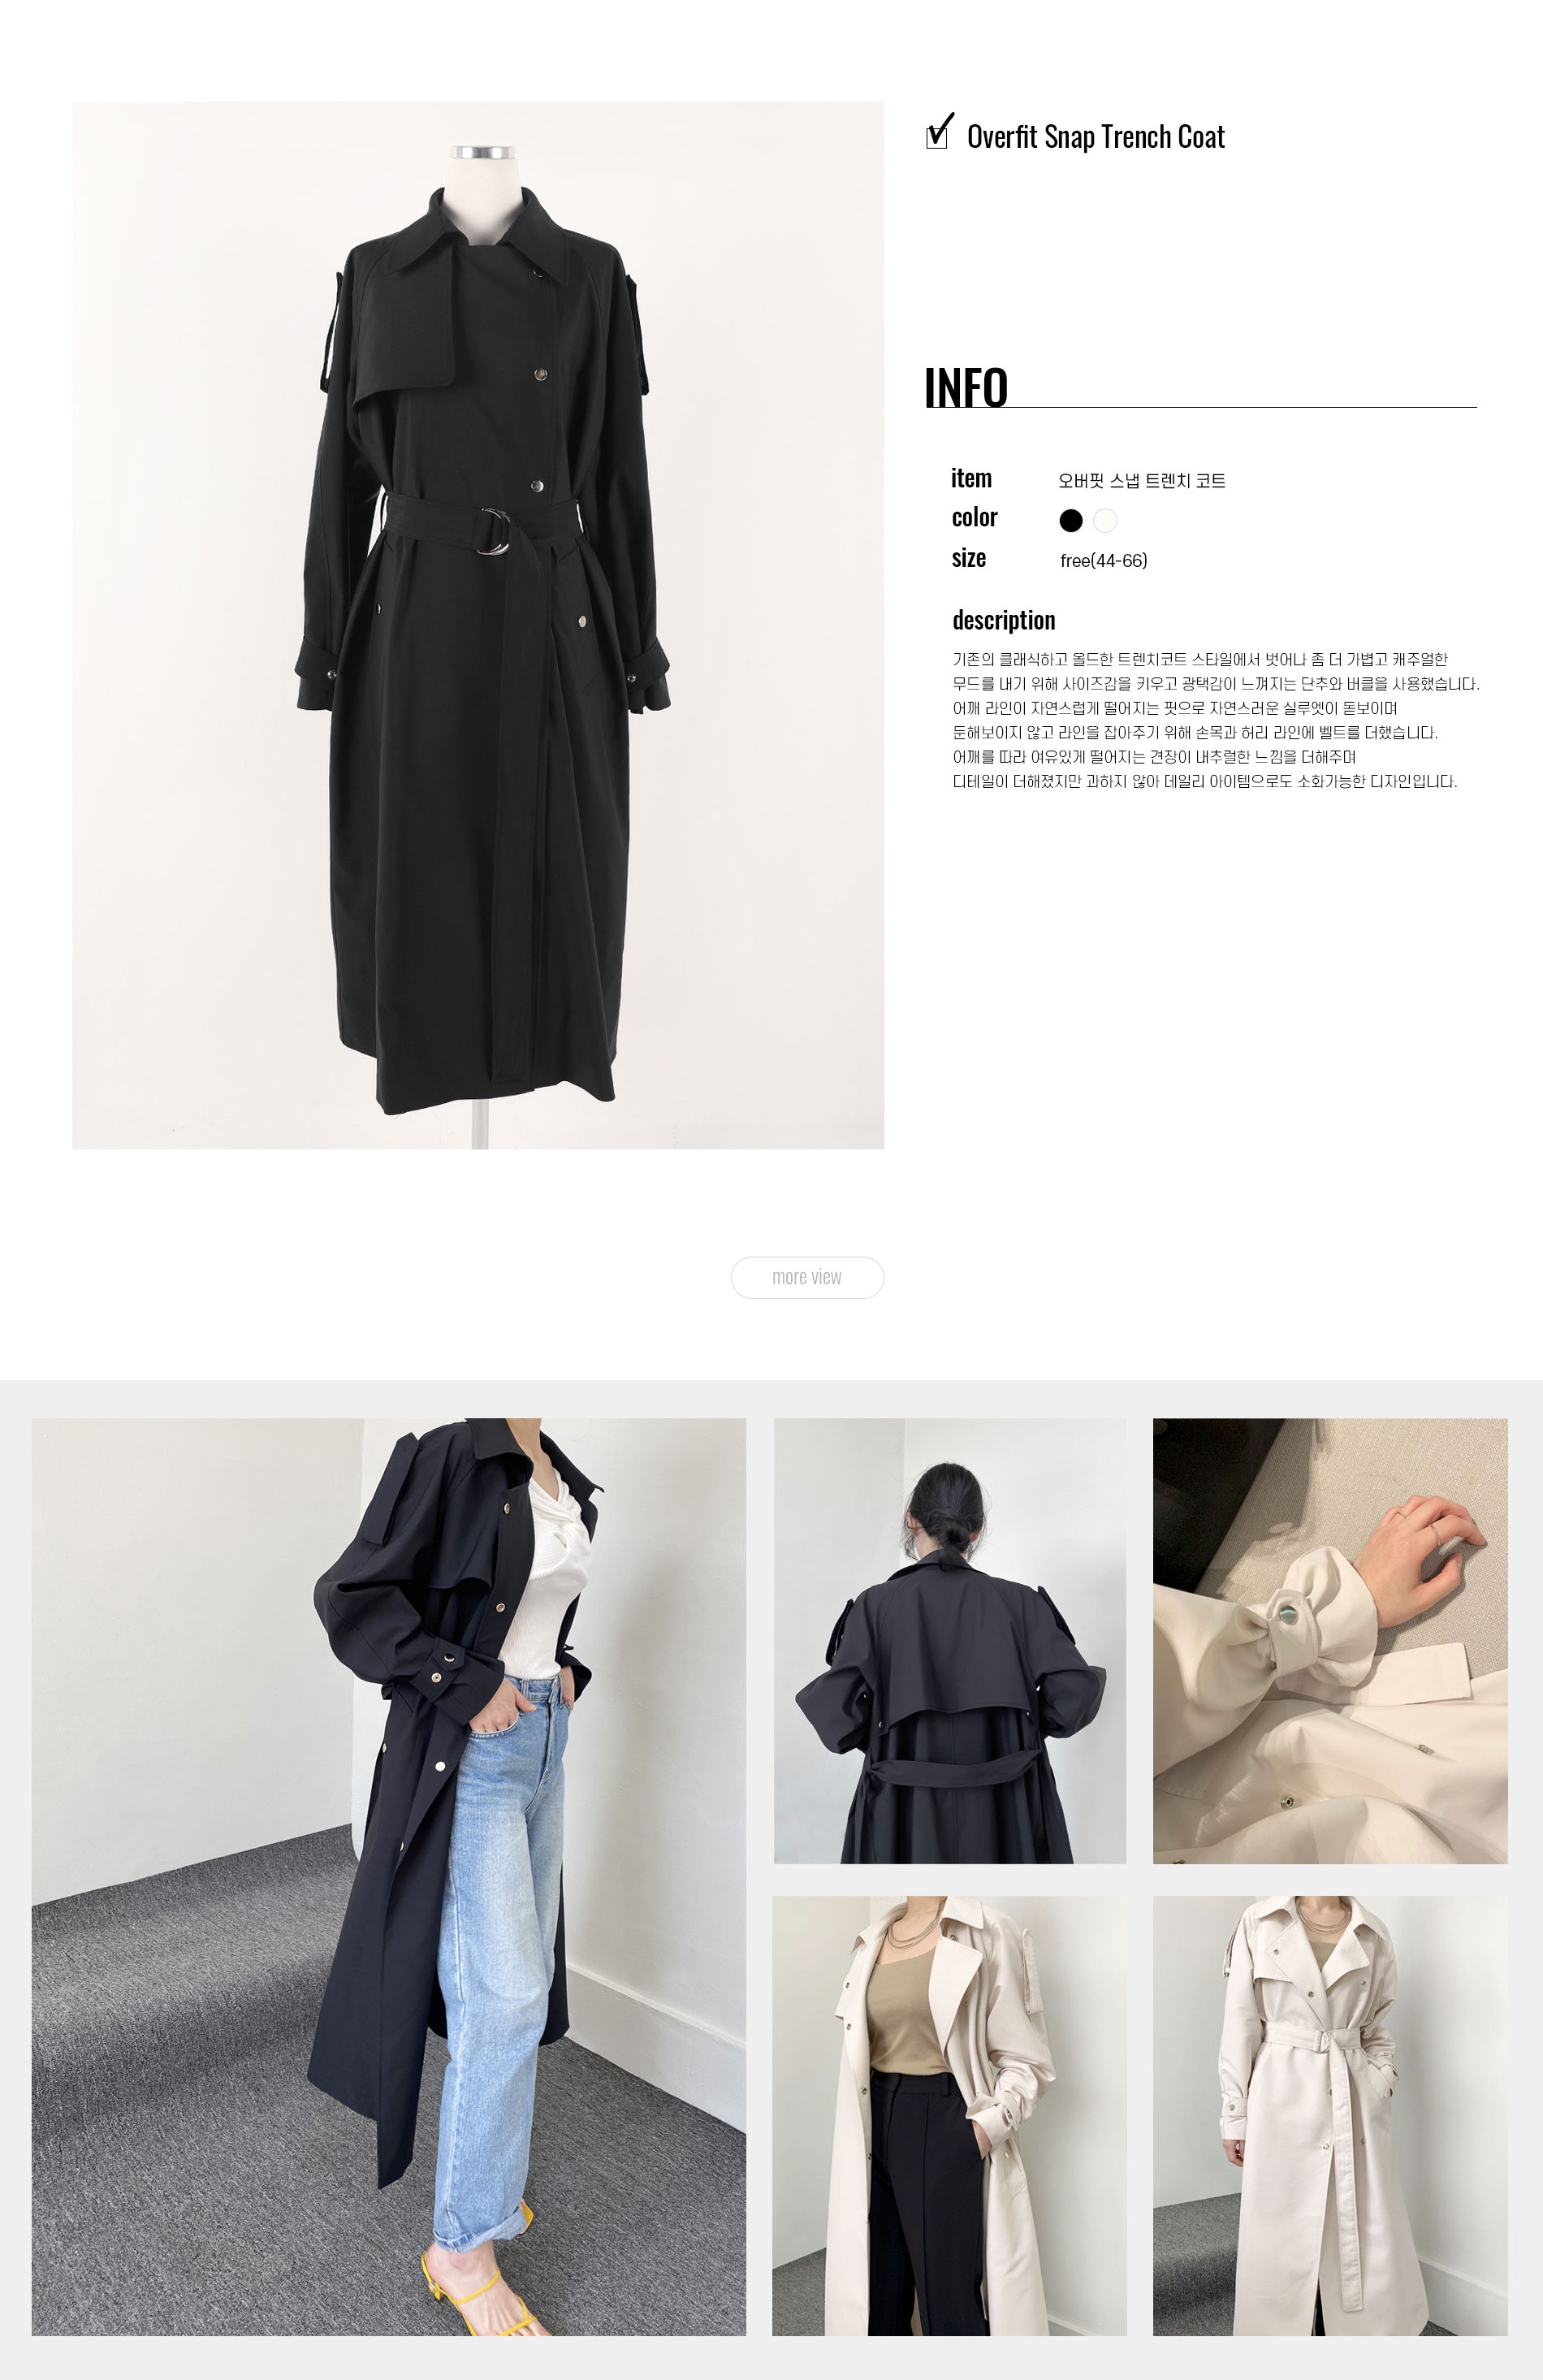 Overfit Snap Trench Coat
INFO
item 오버핏 스냅 트렌치 코트
color
size free(44-66)
description
기존의 클래식하고 올드한 트렌치코트 스타일에서 벗어나 좀 더 가볍고 캐주얼한
무드를 내기 위해 사이즈감을 키우고 광택감이 느껴지는 단추와 버클을 사용했습니다.
어깨 라인이 자연스럽게 떨어지는 핏으로 자연스러운 실루엣이 돋보이며
둔해보이지 않고 라인을 잡아주기 위해 손목과 허리 라인에 벨트를 더했습니다.
어깨를 따라 여유있게 떨어지는 견장이 내추럴한 느낌을 더해주며
디테일이 더해졌지만 과하지 않아 데일리 아이템으로도 소화가능한 디자인입니다.
more view